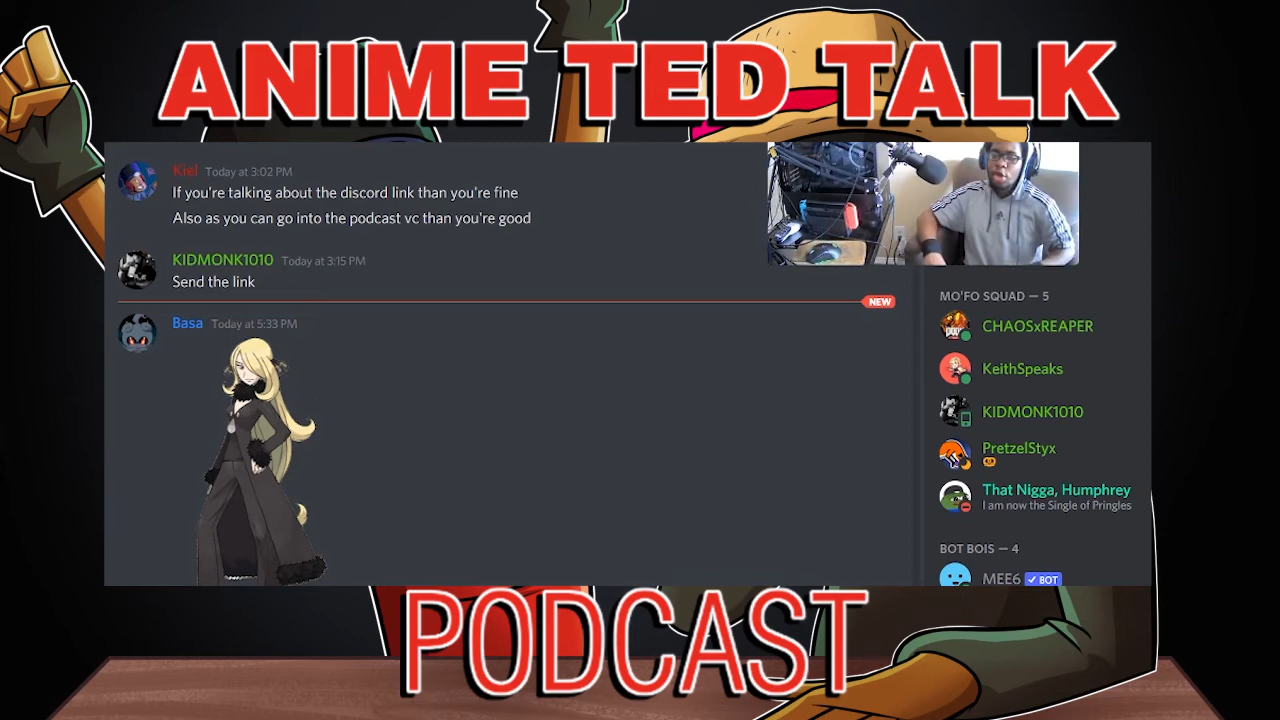 ANIME TED TALK
Kiel Today at 3:02 PM
If you're talking about the discord link than you're fine
Also as you can go into the podcast vc than you're good
KIDMONK1010 Today at 3:15 PM
Send the link
NEW
Basa Today at 5:33 PM
MO'FO SQUAD — 5
CHAOSxREAPER
KeithSpeaks
KIDMONK1010
PretzelStyx
That Nigga, Humphrey
I am now the Single of Pringles
BOT BOIS — 4
MEE6 ✓ BOT
PODCAST